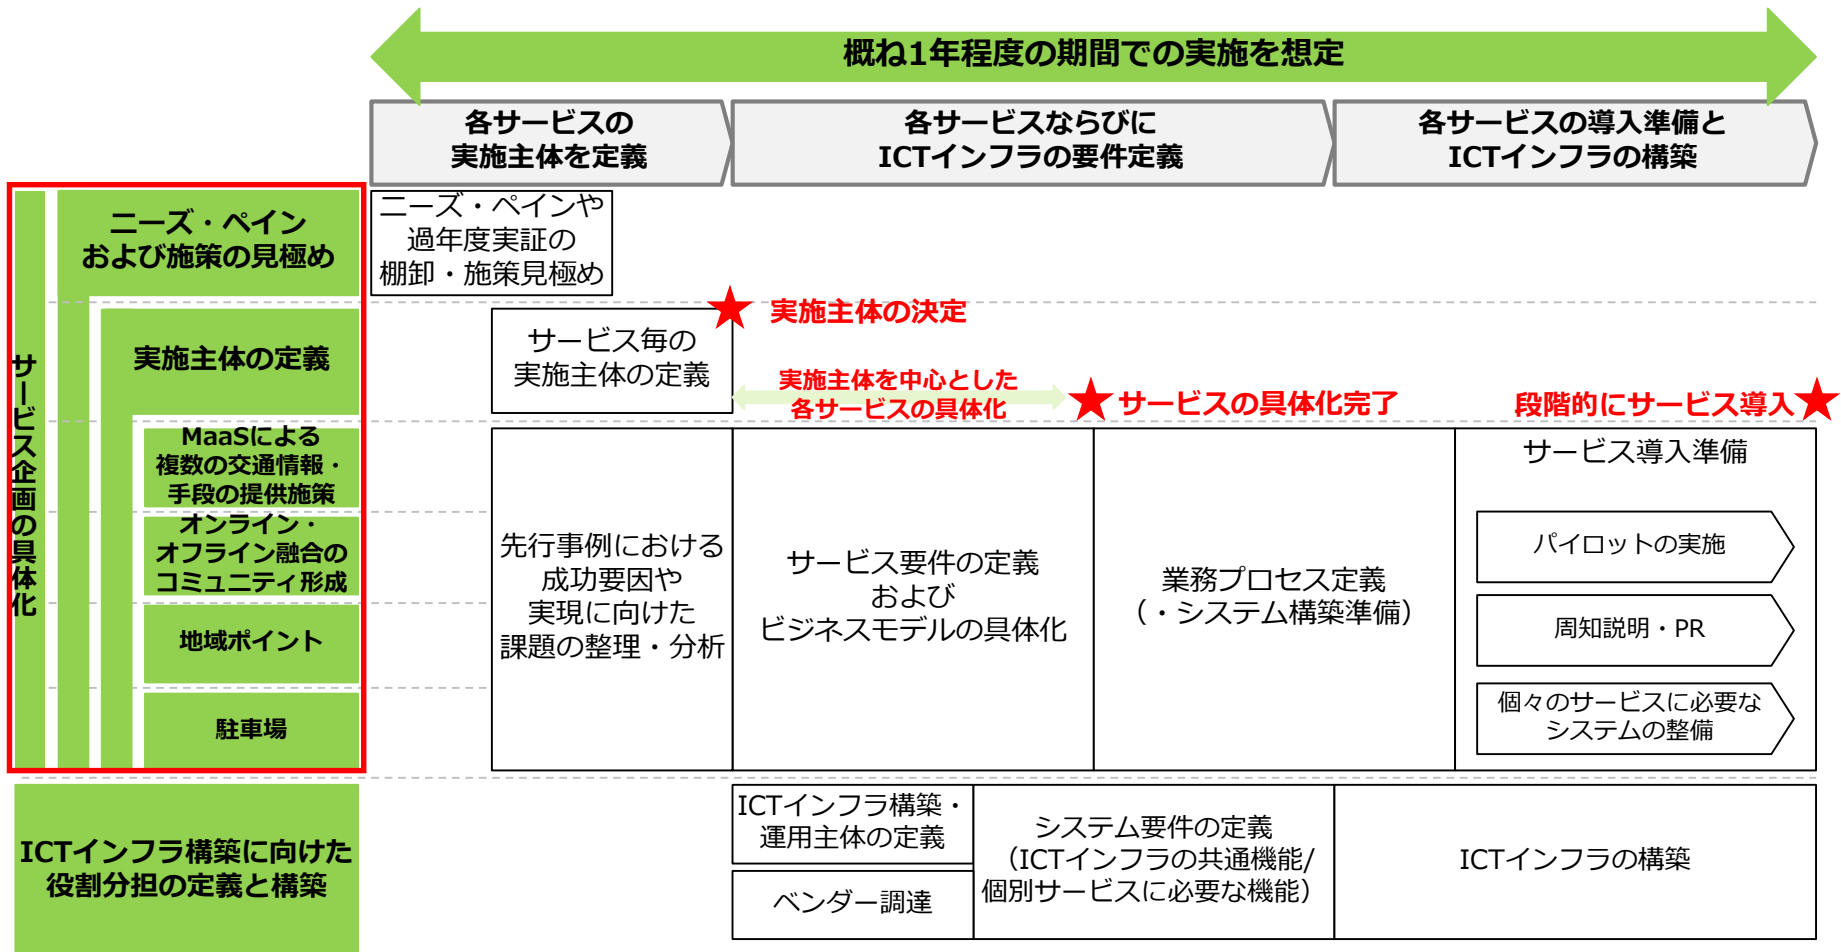 概ね1年程度の期間での実施を想定
各サービスの
実施主体を定義
各サービスならびに
ICTインフラの要件定義
各サービスの導入準備と
ICTインフラの構築
サービス企画の具体化
ニーズ・ペイン
および施策の見極め
ニーズ・ペインや
過年度実証の
棚卸・施策見極め
実施主体の定義
サービス毎の
実施主体の定義
実施主体の決定
実施主体を中心とした
各サービスの具体化
サービスの具体化完了
段階的にサービス導入
MaaSによる
複数の交通情報・
手段の提供施策
オンライン・
オフライン融合の
コミュニティ形成
地域ポイント
駐車場
先行事例における
成功要因や
実現に向けた
課題の整理・分析
サービス要件の定義
および
ビジネスモデルの具体化
業務プロセス定義
（・システム構築準備）
サービス導入準備
パイロットの実施
周知説明・PR
個々のサービスに必要な
システムの整備
ICTインフラ構築に向けた
役割分担の定義と構築
ICTインフラ構築・
運用主体の定義
ベンダー調達
システム要件の定義
（ICTインフラの共通機能/
個別サービスに必要な機能）
ICTインフラの構築